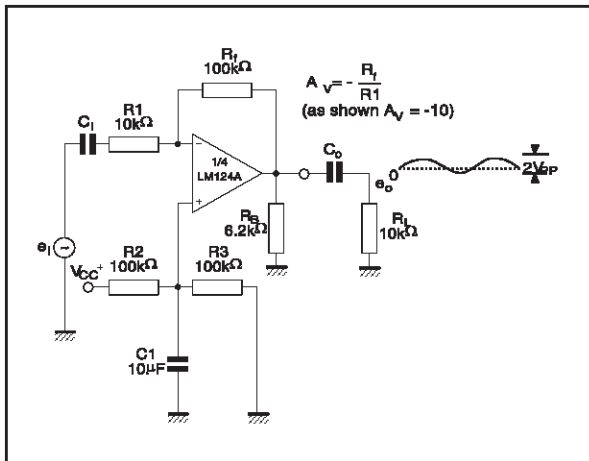 Rf
100kΩ
A V = - Rf
R1
(as shown AV = -10)
CI
R1
10kΩ
1/4
LM124A
Co
0
eo
2VPP
RB
6.2kΩ
RL
10kΩ
eI ~
VCC+
R2
100kΩ
R3
100kΩ
C1
10µF